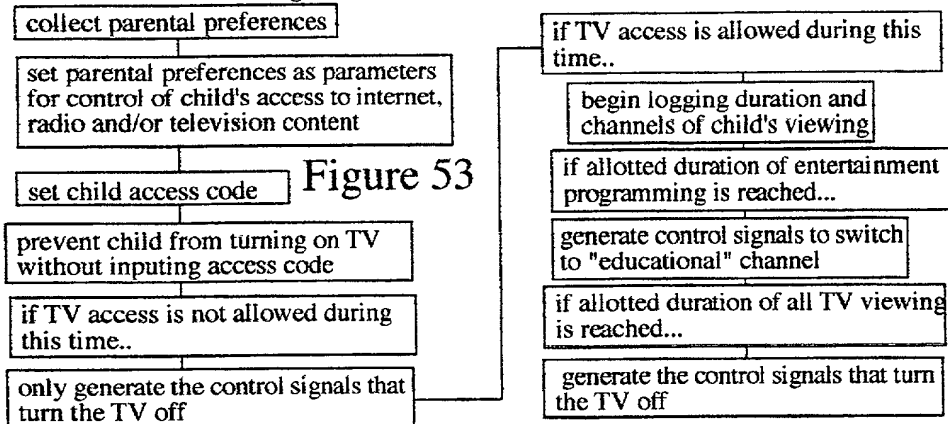 collect parental preferences
set parental preferences as parameters
for control of child's access to internet,
radio and/or television content
set child access code
Figure 53
prevent child from turning on TV
without inputing access code
if TV access is not allowed during
this time..
only generate the control signals that
turn the TV off
if TV access is allowed during this
time..
begin logging duration and
channels of child's viewing
if allotted duration of entertainment
programming is reached...
generate control signals to switch
to "educational" channel
if allotted duration of all TV viewing
is reached...
generate the control signals that turn
the TV off